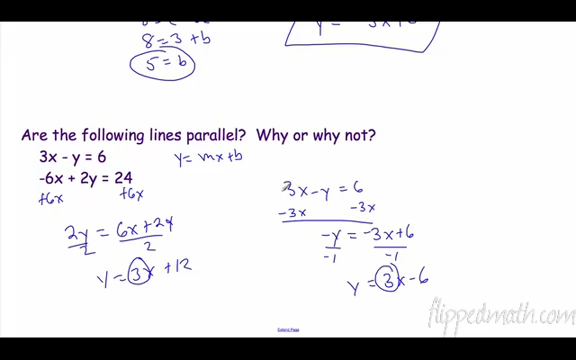 8 = 3 + b
5 = b
Are the following lines parallel? Why or why not?
3x - y = 6
-6x + 2y = 24
+6x +6x
y = mx + b
2y = 6x + 24
2 2
y = 3x + 12
3x - y = 6
-3x -3x
-y = -3x + 6
-1 -1
y = 3x - 6
flippedmath.com
Extend Page